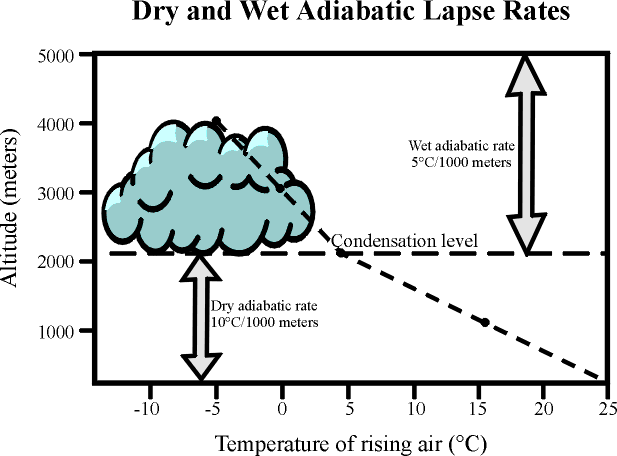 Dry and Wet Adiabatic Lapse Rates
5000
4000
3000
2000
1000
Altitude (meters)
Wet adiabatic rate
5°C/1000 meters
Condensation level
Dry adiabatic rate
10°C/1000 meters
-10
-5
0
5
10
15
20
25
Temperature of rising air (°C)